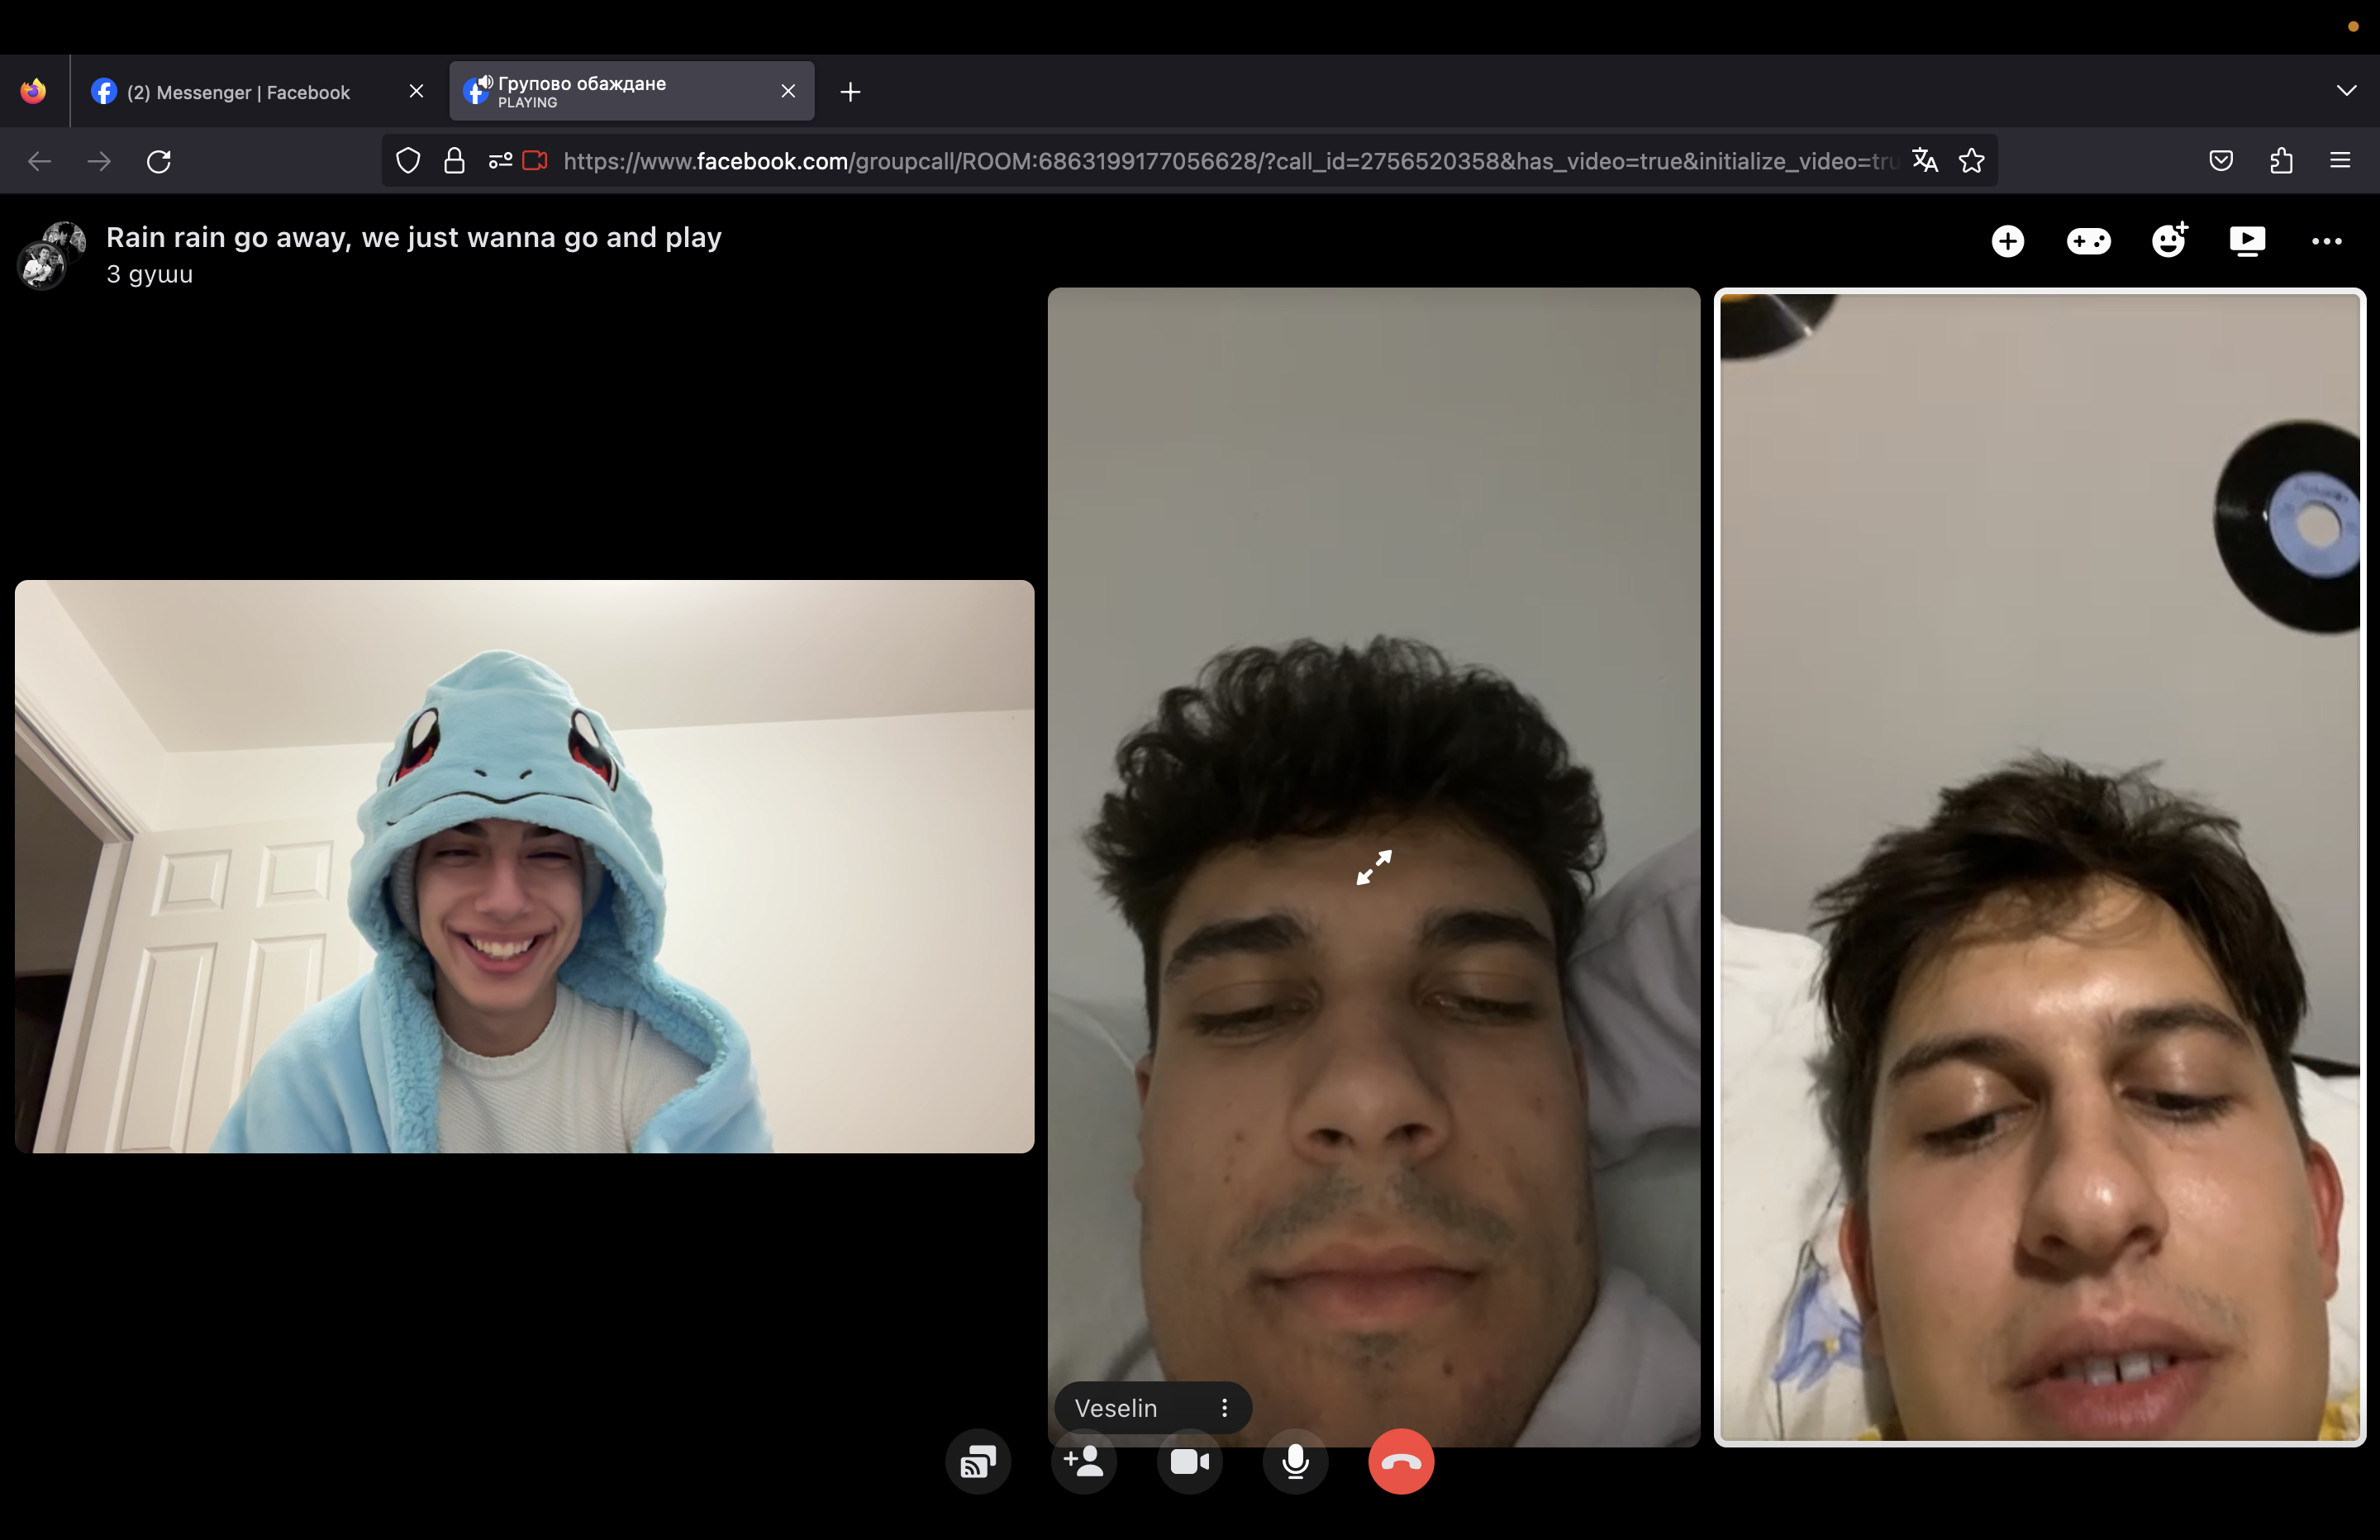 (2) Messenger | Facebook
Групово обаждане
PLAYING
https://www.facebook.com/groupcall/ROOM:6863199177056628/?call_id=2756520358&has_video=true&initialize_video=tru
Rain rain go away, we just wanna go and play
3 души
Veselin